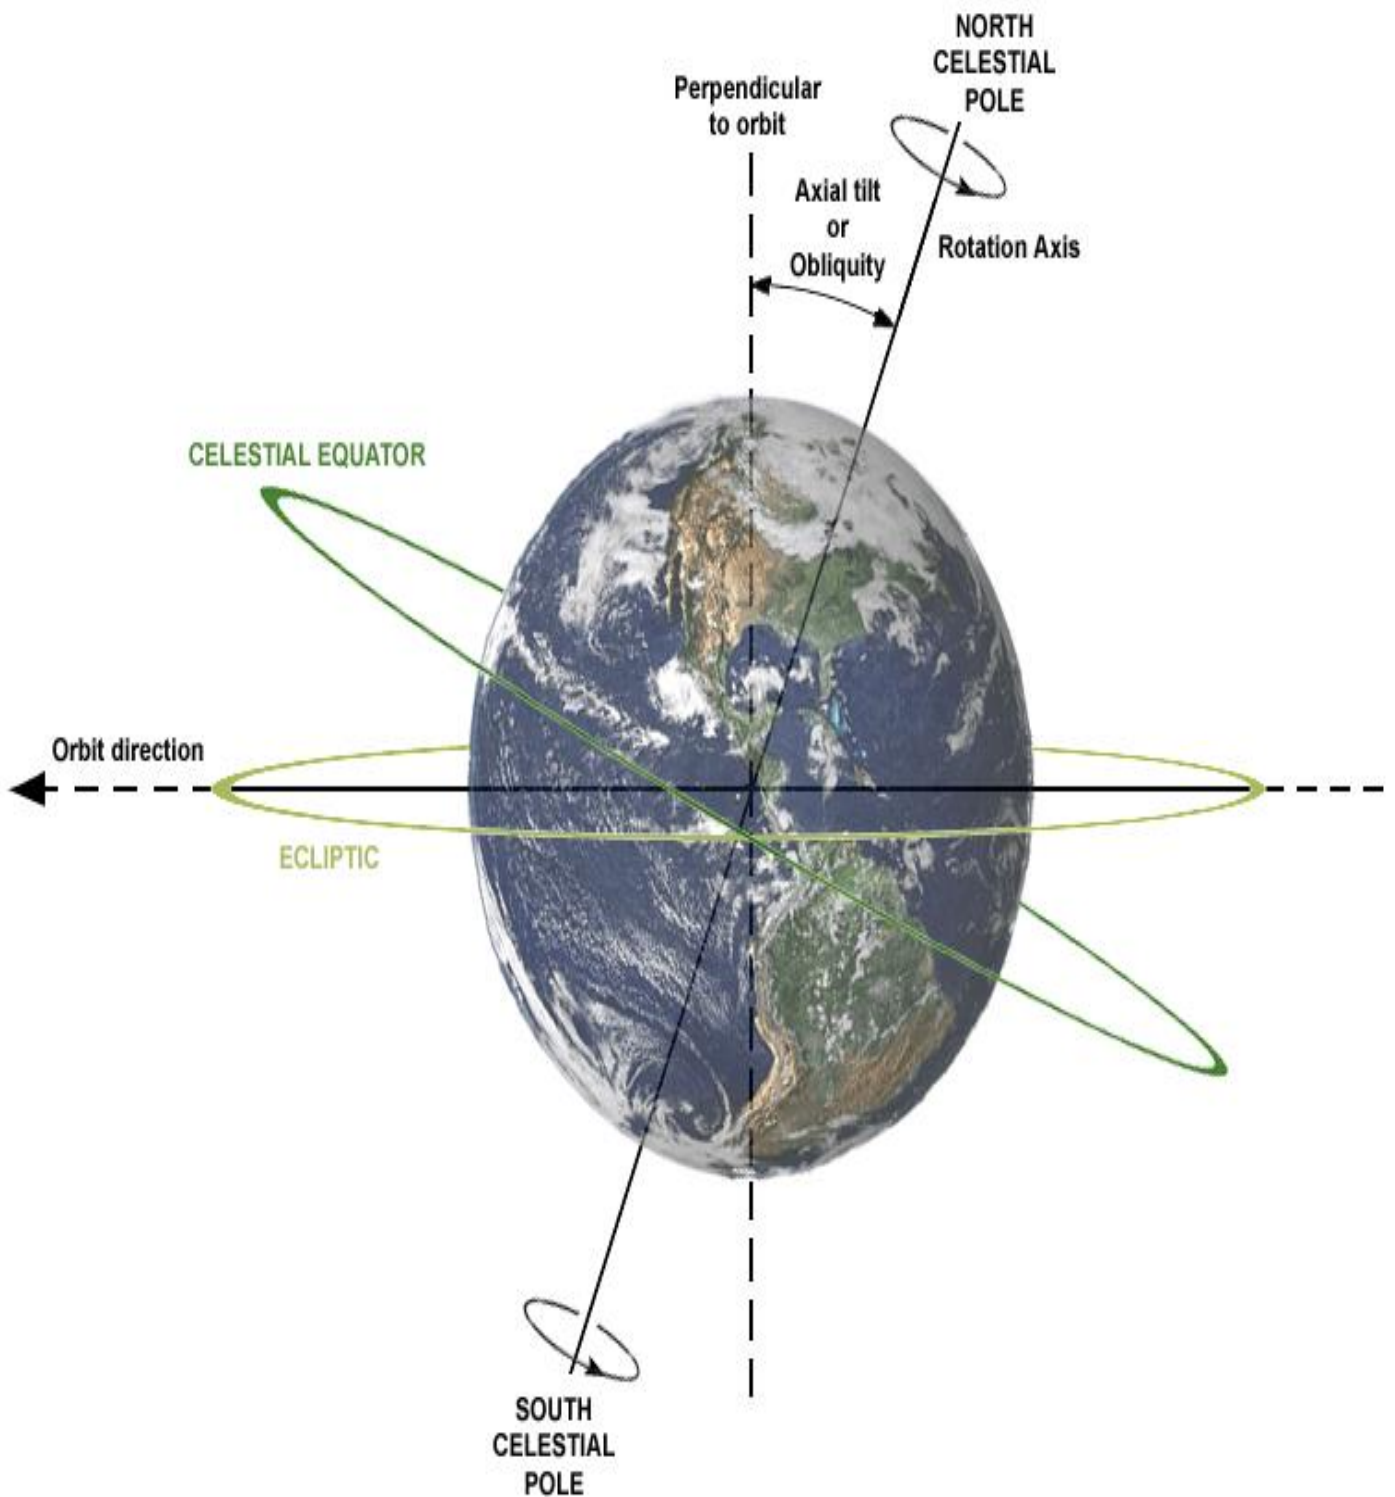 NORTH
CELESTIAL
POLE
Perpendicular
to orbit
Axial tilt
or
Obliquity
Rotation Axis
CELESTIAL EQUATOR
Orbit direction
ECLIPTIC
SOUTH
CELESTIAL
POLE